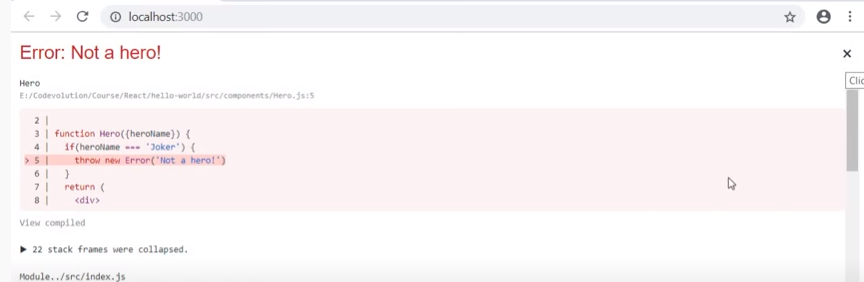 localhost:3000
Error: Not a hero!
×
Hero
E:/Codevolution/Course/React/hello-world/src/components/Hero.js:5
Clic
2 |
3 | function Hero({heroName}) {
4 |   if(heroName === 'Joker') {
> 5 |     throw new Error('Not a hero!')
6 |   }
7 |   return (
8 |     <div>
View compiled
▶ 22 stack frames were collapsed.
Module../src/index.js